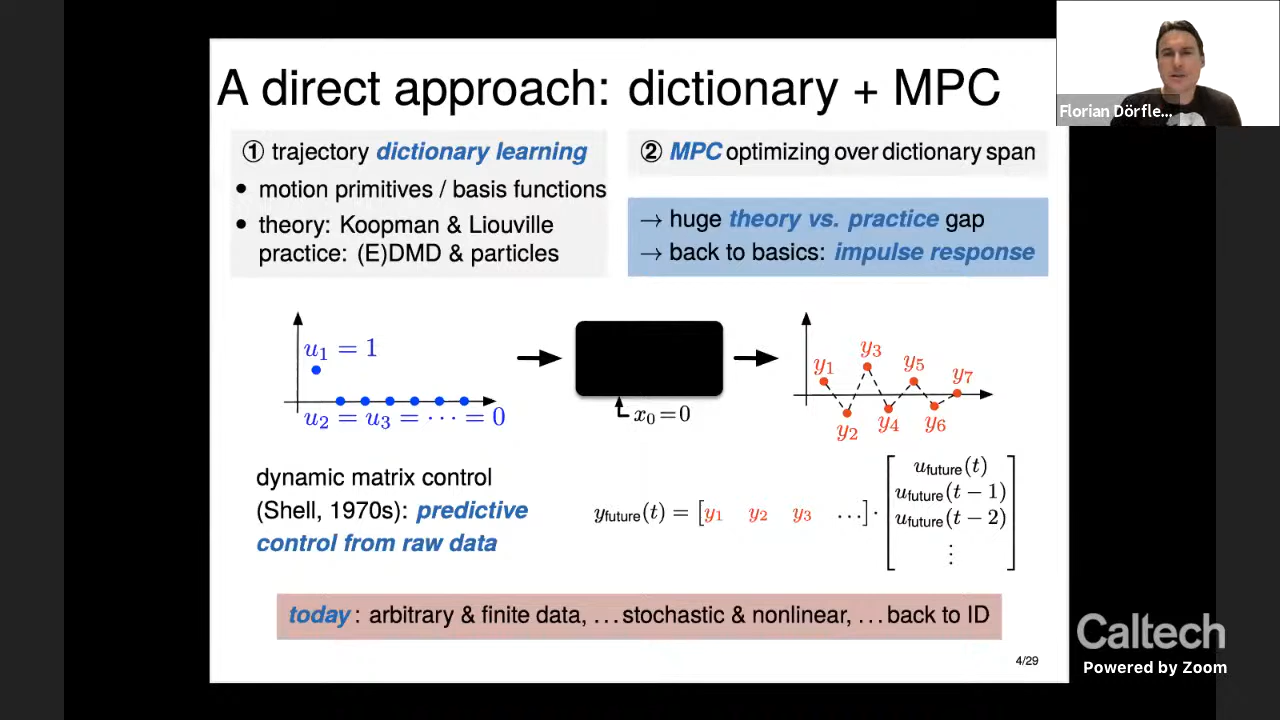 A direct approach: dictionary + MPC
① trajectory dictionary learning
• motion primitives / basis functions
• theory: Koopman & Liouville
practice: (E)DMD & particles
② MPC optimizing over dictionary span
→ huge theory vs. practice gap
→ back to basics: impulse response
u₁ = 1
u₂ = u₃ = ··· = 0
x₀=0
y₁
y₂
y₃
y₄
y₅
y₆
y₇
dynamic matrix control
(Shell, 1970s): predictive
control from raw data
y_future(t) = [y₁ y₂ y₃ ...] ·
u_future(t)
u_future(t − 1)
u_future(t − 2)
⋮
today: arbitrary & finite data, ...stochastic & nonlinear, ...back to ID
4/29
Florian Dörfle...
Caltech
Powered by Zoom